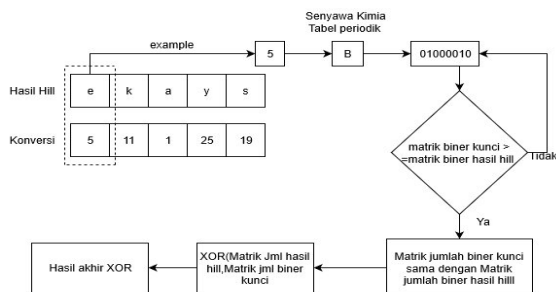 Senyawa Kimia
Tabel periodik
example
5
B
01000010
Hasil Hill
e
k
a
y
s
Konversi
5
11
1
25
19
matrik biner kunci >
=matrik biner hasil hill
Tidak
Ya
Hasil akhir XOR
XOR(Matrik Jml hasil
hill,Matrik jml biner
kunci
Matrik jumlah biner kunci
sama dengan Matrik
jumlah biner hasil hilll